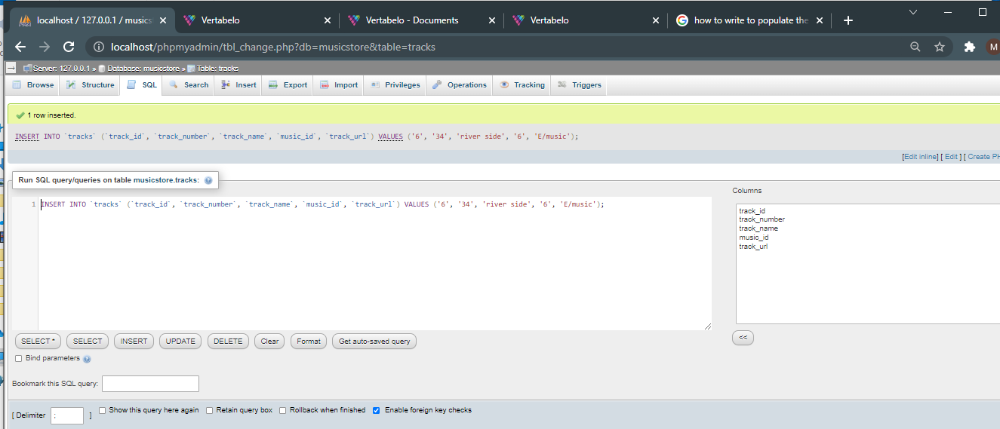 localhost / 127.0.0.1 / musics
Vertabelo
Vertabelo - Documents
Vertabelo
how to write to populate the
localhost/phpmyadmin/tbl_change.php?db=musicstore&table=tracks
M
Server: 127.0.0.1 » Database: musicstore » Table: tracks
Browse Structure SQL Search Insert Export Import Privileges Operations Tracking Triggers
1 row inserted.
INSERT INTO `tracks` (`track_id`, `track_number`, `track_name`, `music_id`, `track_url`) VALUES ('6', '34', 'river side', '6', 'E/music');
[Edit inline] [ Edit ] [ Create PH
Run SQL query/queries on table musicstore.tracks:
1 INSERT INTO `tracks` (`track_id`, `track_number`, `track_name`, `music_id`, `track_url`) VALUES ('6', '34', 'river side', '6', 'E/music');
Columns
track_id
track_number
track_name
music_id
track_url
<<
SELECT * SELECT INSERT UPDATE DELETE Clear Format Get auto-saved query
Bind parameters
Bookmark this SQL query:
[ Delimiter ; ] Show this query here again Retain query box Rollback when finished Enable foreign key checks